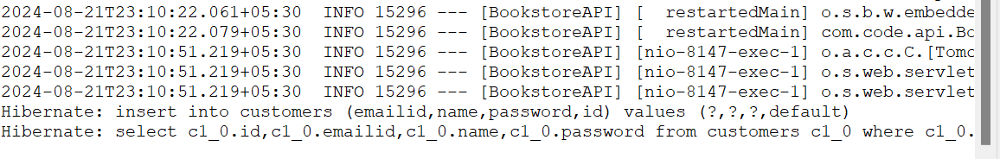 2024-08-21T23:10:22.061+05:30  INFO 15296 --- [BookstoreAPI] [  restartedMain] o.s.b.w.embedde
2024-08-21T23:10:22.079+05:30  INFO 15296 --- [BookstoreAPI] [  restartedMain] com.code.api.Bo
2024-08-21T23:10:51.219+05:30  INFO 15296 --- [BookstoreAPI] [nio-8147-exec-1] o.a.c.c.C.[Tomc
2024-08-21T23:10:51.219+05:30  INFO 15296 --- [BookstoreAPI] [nio-8147-exec-1] o.s.web.servlet
2024-08-21T23:10:51.219+05:30  INFO 15296 --- [BookstoreAPI] [nio-8147-exec-1] o.s.web.servlet
Hibernate: insert into customers (emailid,name,password,id) values (?,?,?,default)
Hibernate: select c1_0.id,c1_0.emailid,c1_0.name,c1_0.password from customers c1_0 where c1_0.